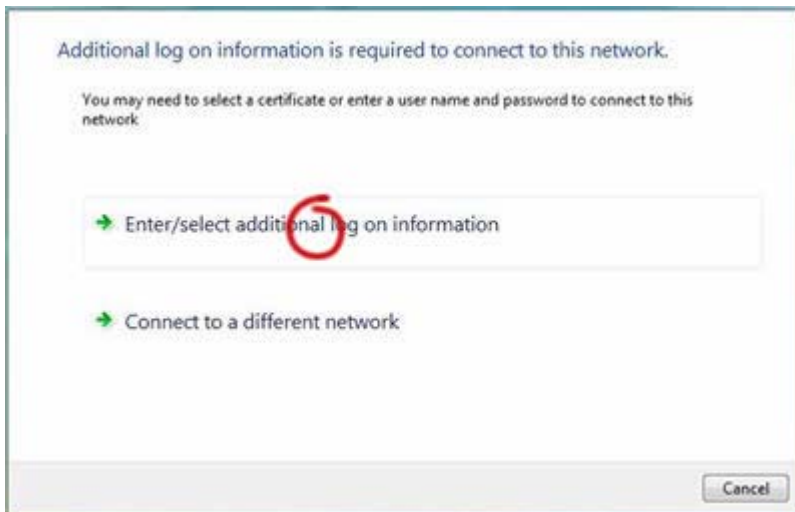 Additional log on information is required to connect to this network.
You may need to select a certificate or enter a user name and password to connect to this
network
Enter/select additional log on information
Connect to a different network
Cancel